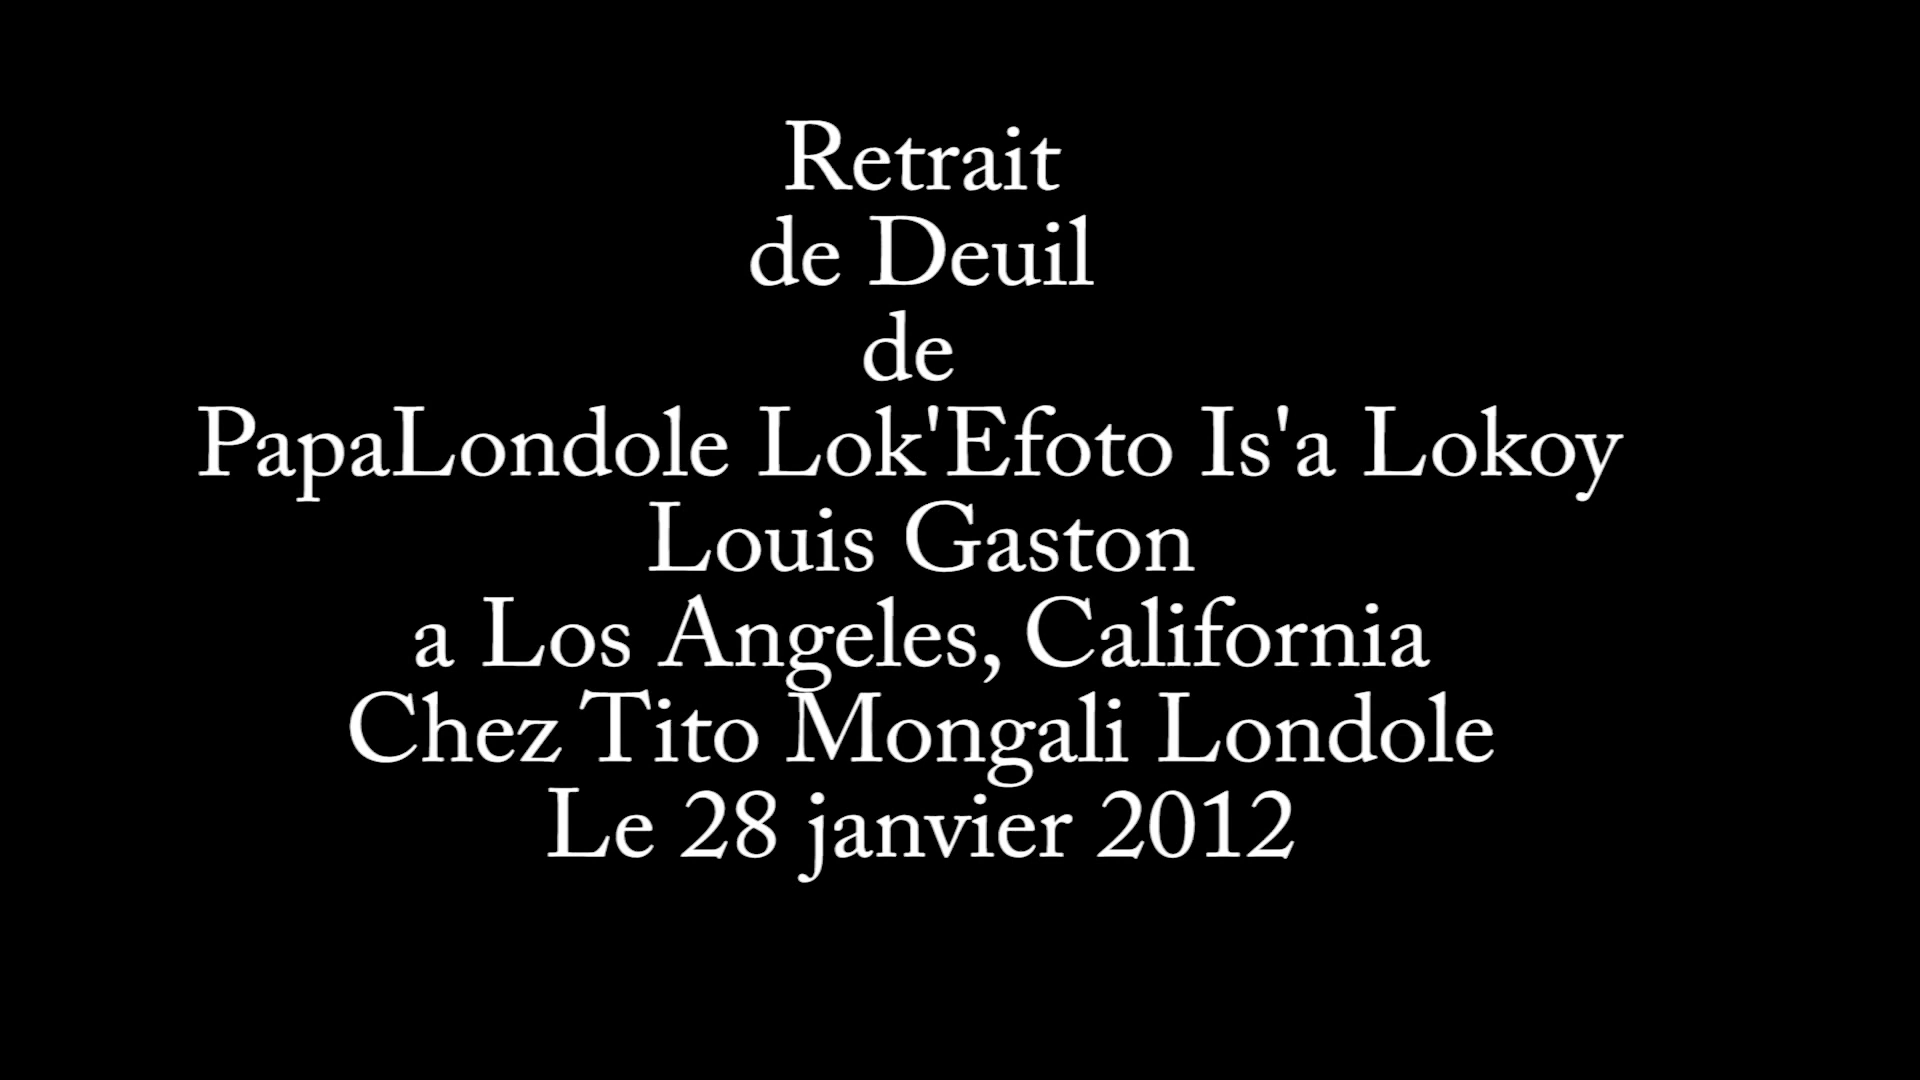 Retrait
de Deuil
de
PapaLondole Lok'Efoto Is'a Lokoy
Louis Gaston
a Los Angeles, California
Chez Tito Mongali Londole
Le 28 janvier 2012